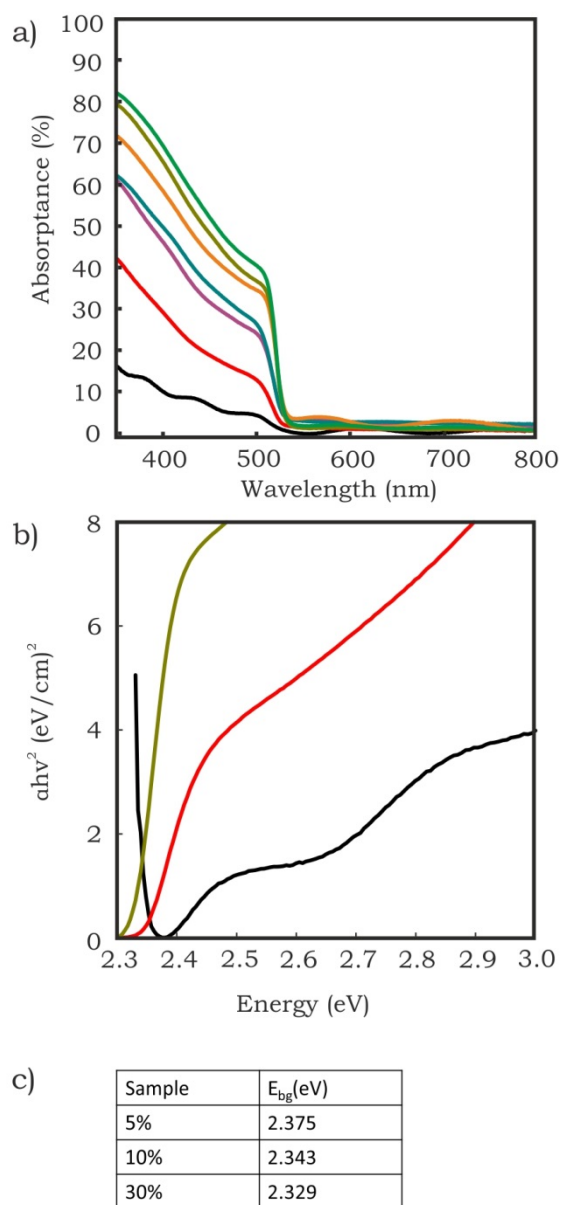 a)
100
90
80
70
60
50
40
30
20
10
0
Absorptance (%)
400 500 600 700 800
Wavelength (nm)
b)
8
6
4
2
0
αhv² (eV/cm)²
2.3 2.4 2.5 2.6 2.7 2.8 2.9 3.0
Energy (eV)
c)
Sample E_bg(eV)
5% 2.375
10% 2.343
30% 2.329